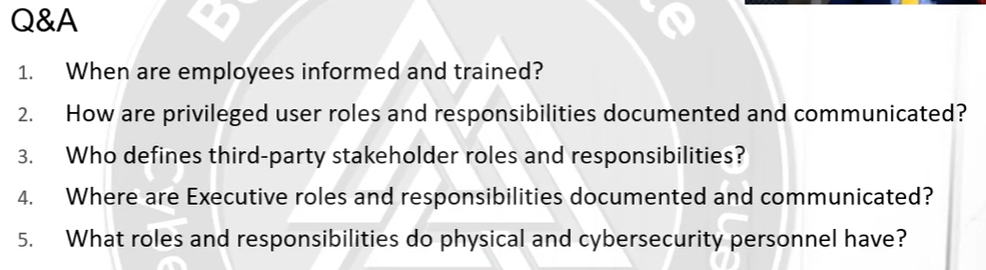 Q&A
1. When are employees informed and trained?
2. How are privileged user roles and responsibilities documented and communicated?
3. Who defines third-party stakeholder roles and responsibilities?
4. Where are Executive roles and responsibilities documented and communicated?
5. What roles and responsibilities do physical and cybersecurity personnel have?